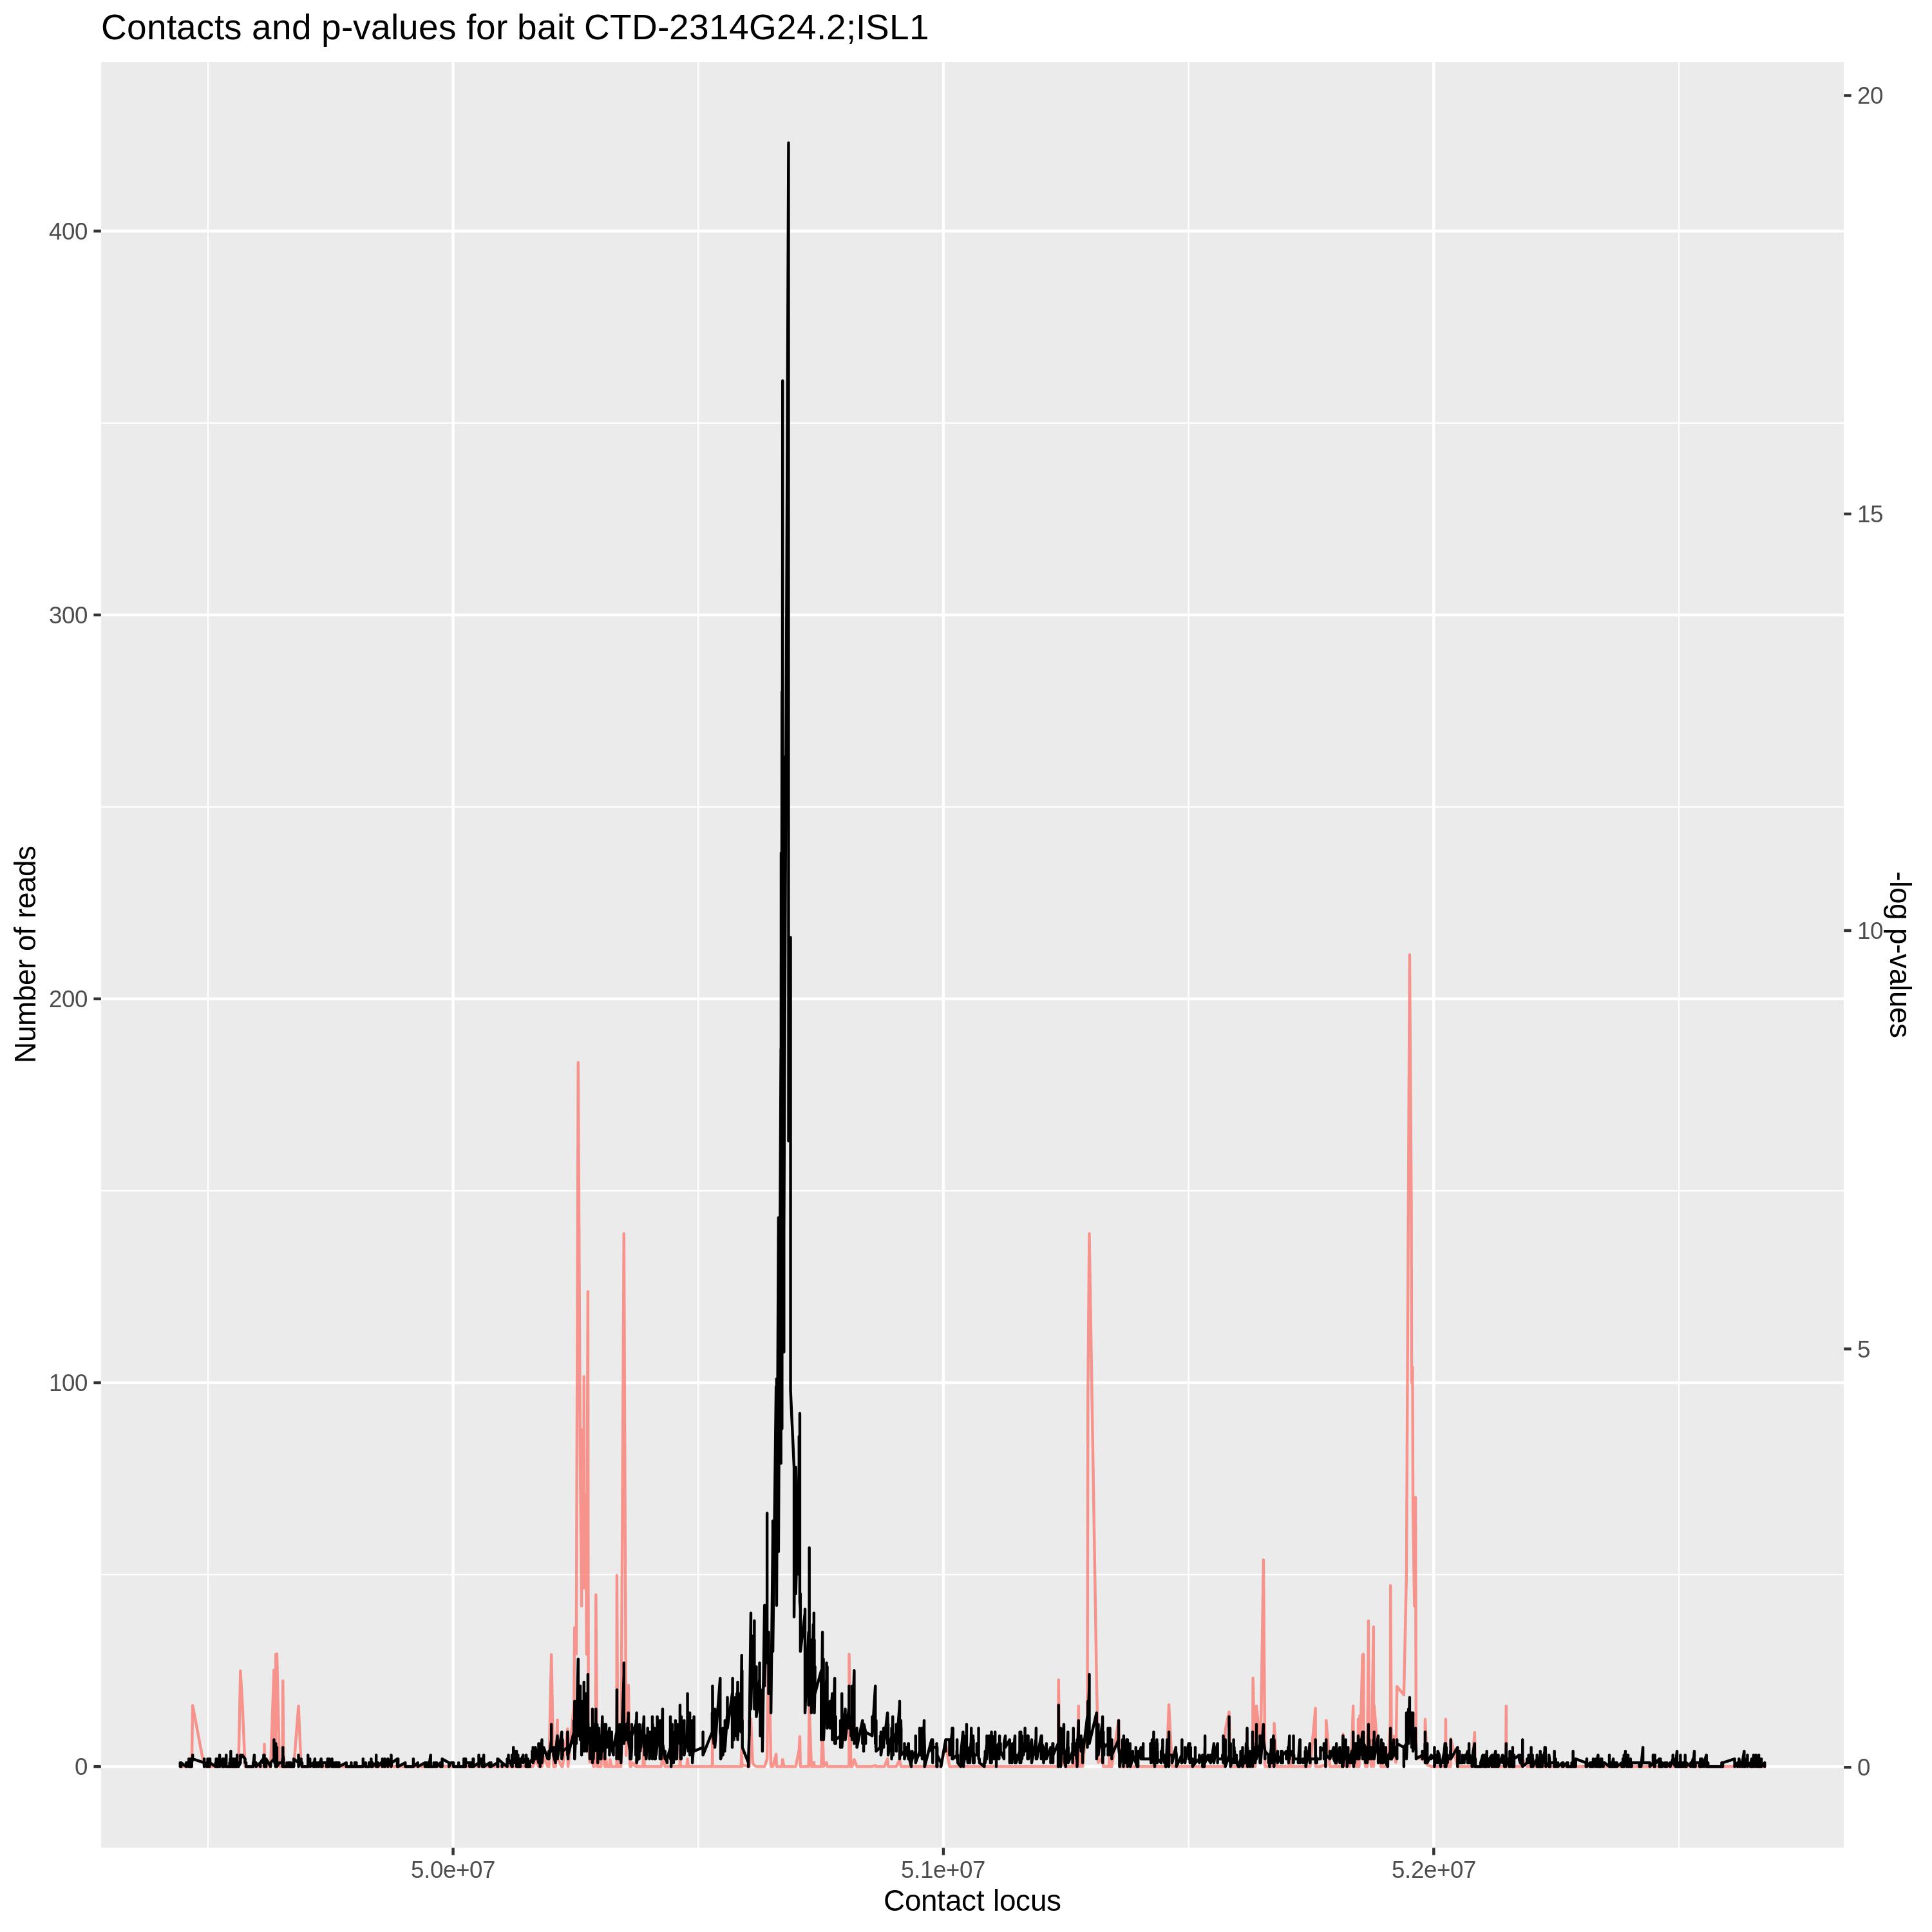 Contacts and p-values for bait CTD-2314G24.2;ISL1
Number of reads
400
300
200
100
0
20
15
10
5
0
-log p-values
5.0e+07 5.1e+07 5.2e+07
Contact locus